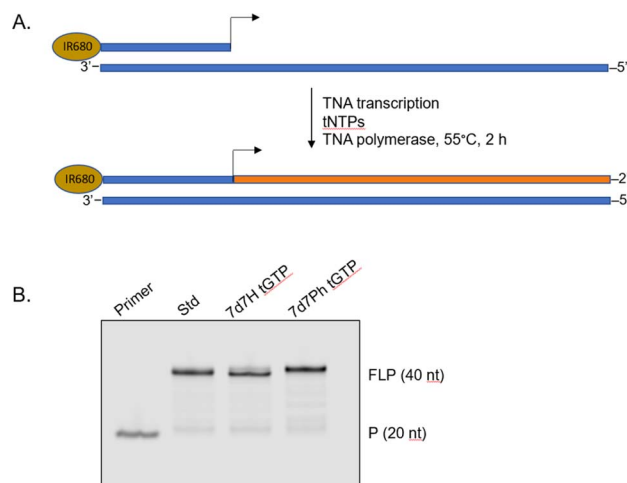 A.
IR680
3'–
–5'
TNA transcription
tNTPs
TNA polymerase, 55°C, 2 h
IR680
–2
3'–
–5
B.
Primer
Std
7d7H tGTP
7d7Ph tGTP
FLP (40 nt)
P (20 nt)